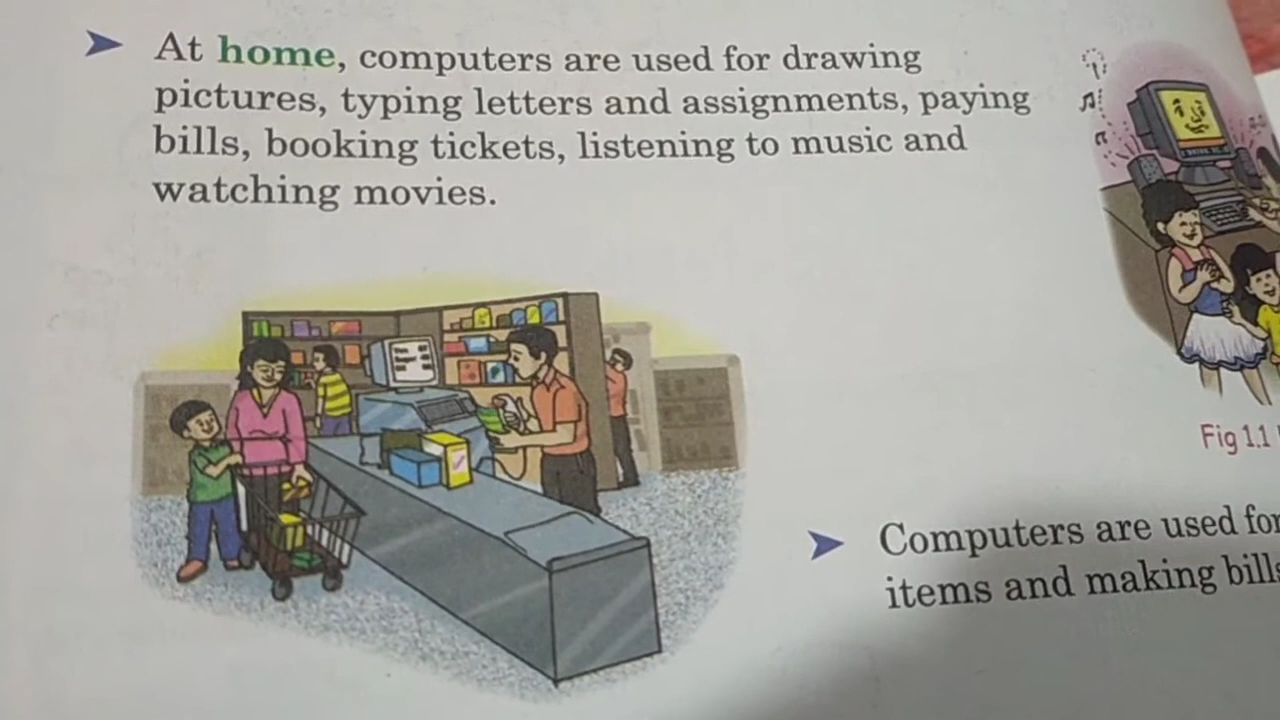 ➤ At home, computers are used for drawing
pictures, typing letters and assignments, paying
bills, booking tickets, listening to music and
watching movies.
Fig 1.1
➤ Computers are used for
items and making bills